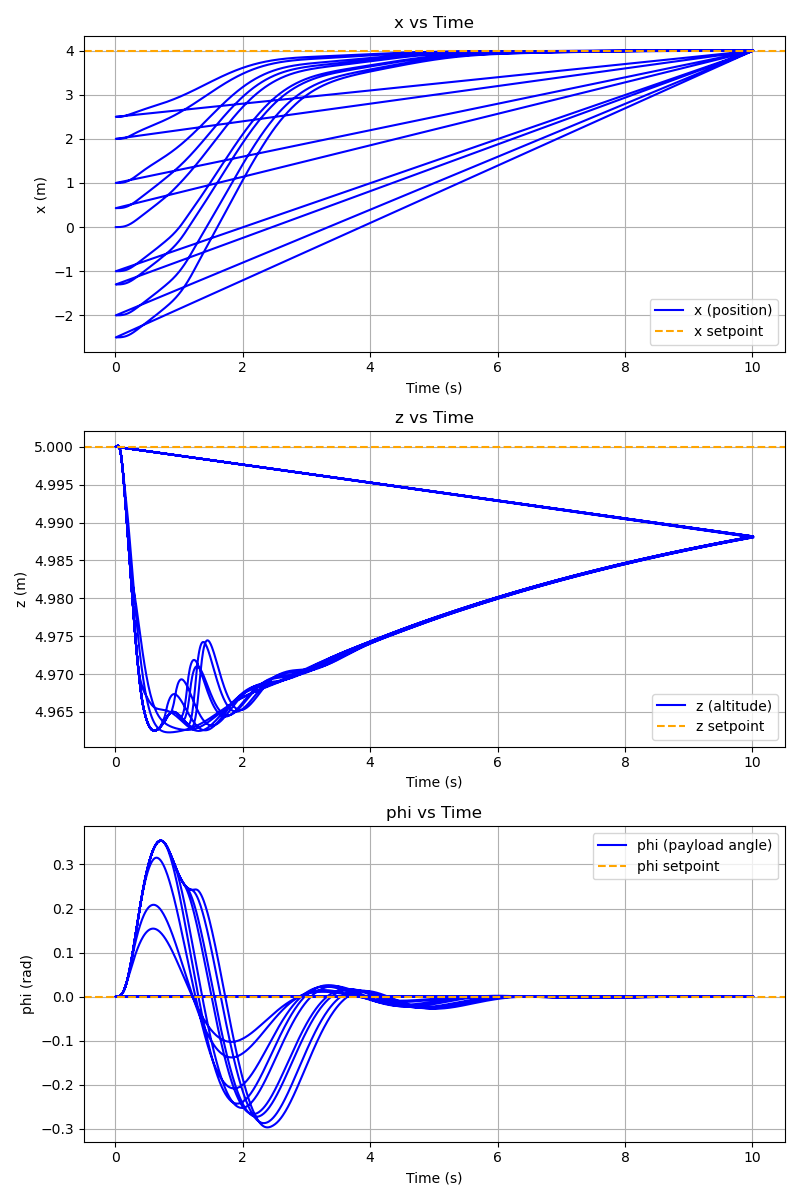 x vs Time
4
3
2
1
0
−1
−2
x (m)
x (position)
x setpoint
0 2 4 6 8 10
Time (s)
z vs Time
5.000
4.995
4.990
4.985
4.980
4.975
4.970
4.965
z (m)
z (altitude)
z setpoint
0 2 4 6 8 10
Time (s)
phi vs Time
0.3
0.2
0.1
0.0
−0.1
−0.2
−0.3
phi (rad)
phi (payload angle)
phi setpoint
0 2 4 6 8 10
Time (s)